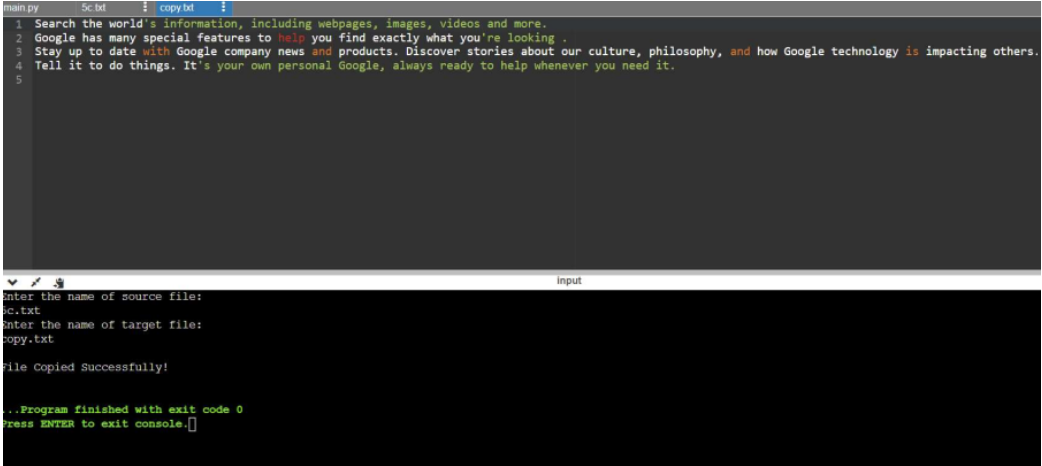 main.py 5c.txt copy.txt
1 Search the world's information, including webpages, images, videos and more.
2 Google has many special features to help you find exactly what you're looking .
3 Stay up to date with Google company news and products. Discover stories about our culture, philosophy, and how Google technology is impacting others.
4 Tell it to do things. It's your own personal Google, always ready to help whenever you need it.
5
input
Enter the name of source file:
5c.txt
Enter the name of target file:
copy.txt
File Copied Successfully!
...Program finished with exit code 0
Press ENTER to exit console.